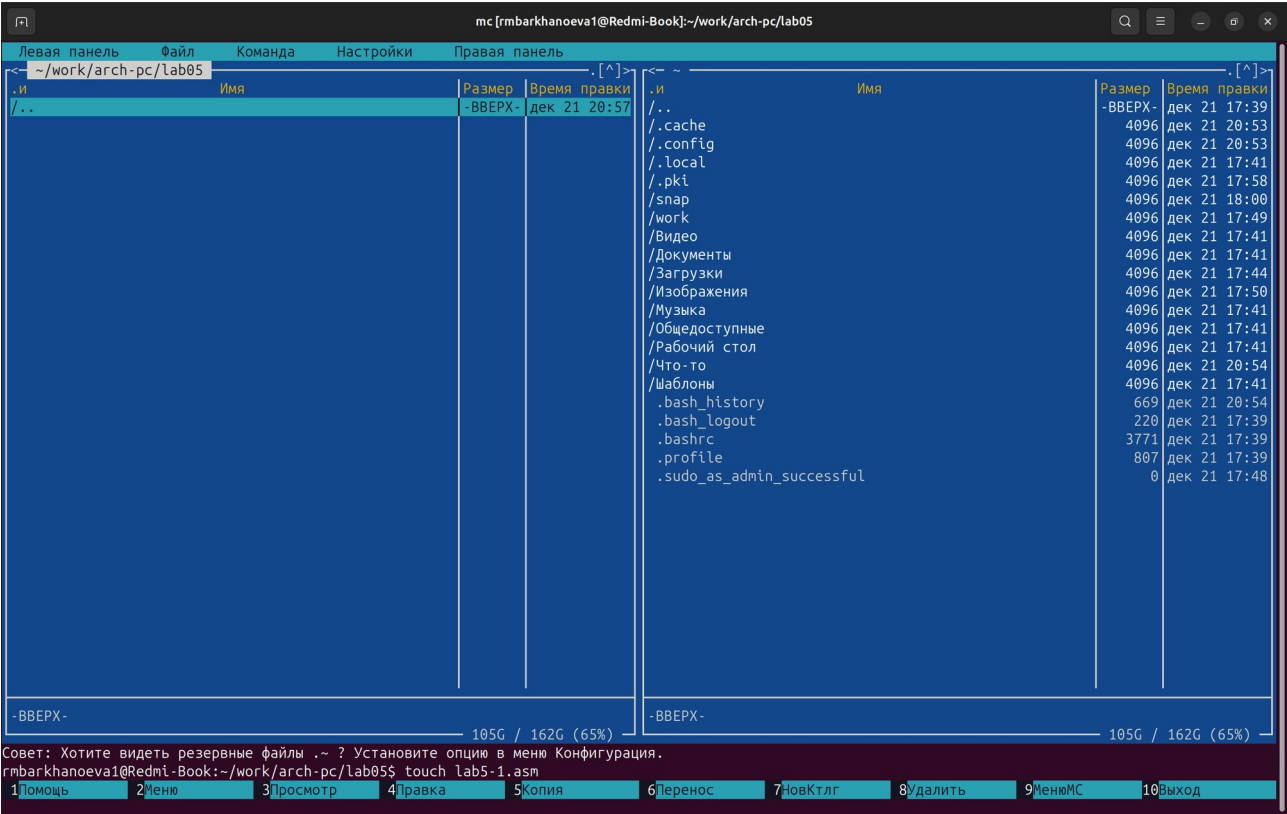 mc [rmbarkhanoeva1@Redmi-Book]:~/work/arch-pc/lab05
Левая панель Файл Команда Настройки Правая панель
<— ~/work/arch-pc/lab05 .[^]>
.и Имя Размер Время правки
/.. -ВВЕРХ- дек 21 20:57
-ВВЕРХ-
105G / 162G (65%)
<— ~ .[^]>
.и Имя Размер Время правки
/.. -ВВЕРХ- дек 21 17:39
/.cache 4096 дек 21 20:53
/.config 4096 дек 21 20:53
/.local 4096 дек 21 17:41
/.pki 4096 дек 21 17:58
/snap 4096 дек 21 18:00
/work 4096 дек 21 17:49
/Видео 4096 дек 21 17:41
/Документы 4096 дек 21 17:41
/Загрузки 4096 дек 21 17:44
/Изображения 4096 дек 21 17:50
/Музыка 4096 дек 21 17:41
/Общедоступные 4096 дек 21 17:41
/Рабочий стол 4096 дек 21 17:41
/Что-то 4096 дек 21 20:54
/Шаблоны 4096 дек 21 17:41
.bash_history 669 дек 21 20:54
.bash_logout 220 дек 21 17:39
.bashrc 3771 дек 21 17:39
.profile 807 дек 21 17:39
.sudo_as_admin_successful 0 дек 21 17:48
-ВВЕРХ-
105G / 162G (65%)
Совет: Хотите видеть резервные файлы .~ ? Установите опцию в меню Конфигурация.
rmbarkhanoeva1@Redmi-Book:~/work/arch-pc/lab05$ touch lab5-1.asm
1Помощь 2Меню 3Просмотр 4Правка 5Копия 6Перенос 7НовКтлг 8Удалить 9МенюМС 10Выход